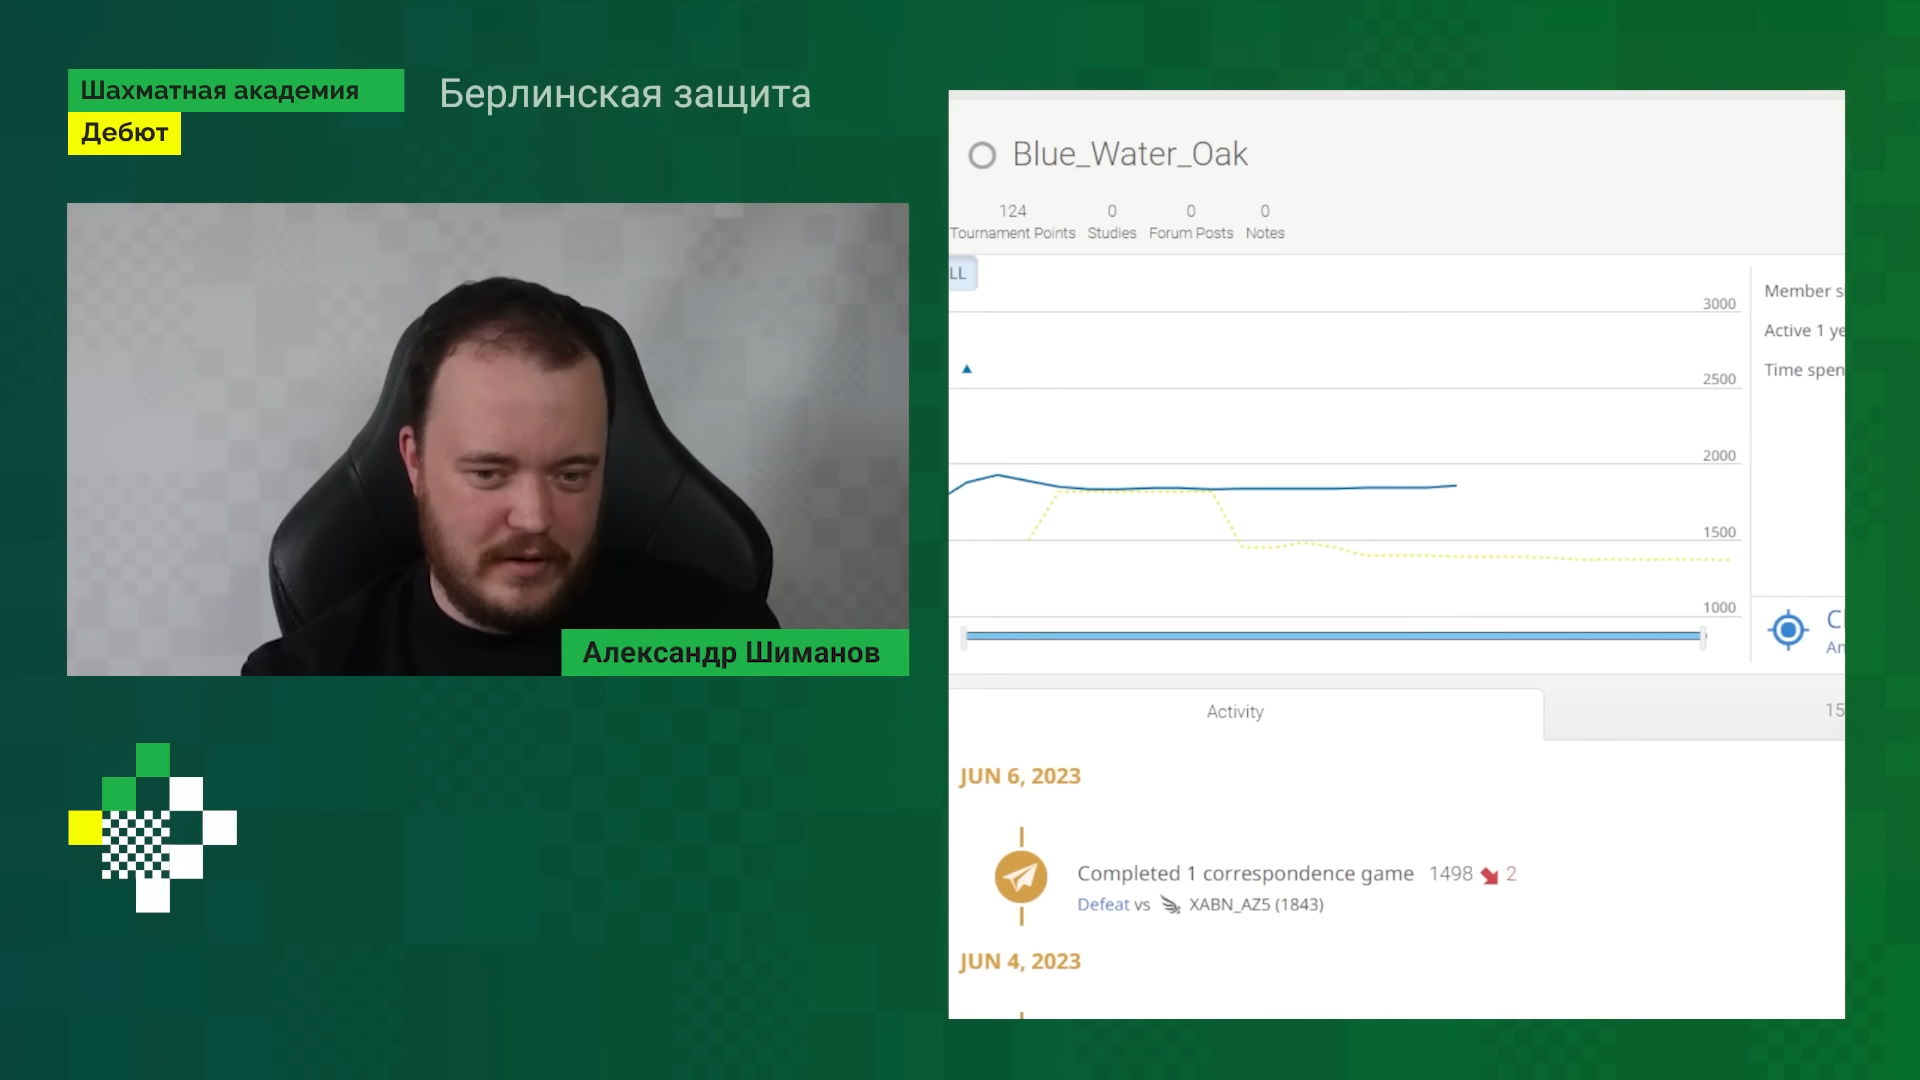 Шахматная академия
Дебют
Берлинская защита
Александр Шиманов
Blue_Water_Oak
124 0 0 0
Tournament Points Studies Forum Posts Notes
LL
3000
2500
2000
1500
1000
Member s
Active 1 ye
Time spen
An
Activity
15
JUN 6, 2023
Completed 1 correspondence game 1498 2
Defeat vs XABN_AZ5 (1843)
JUN 4, 2023